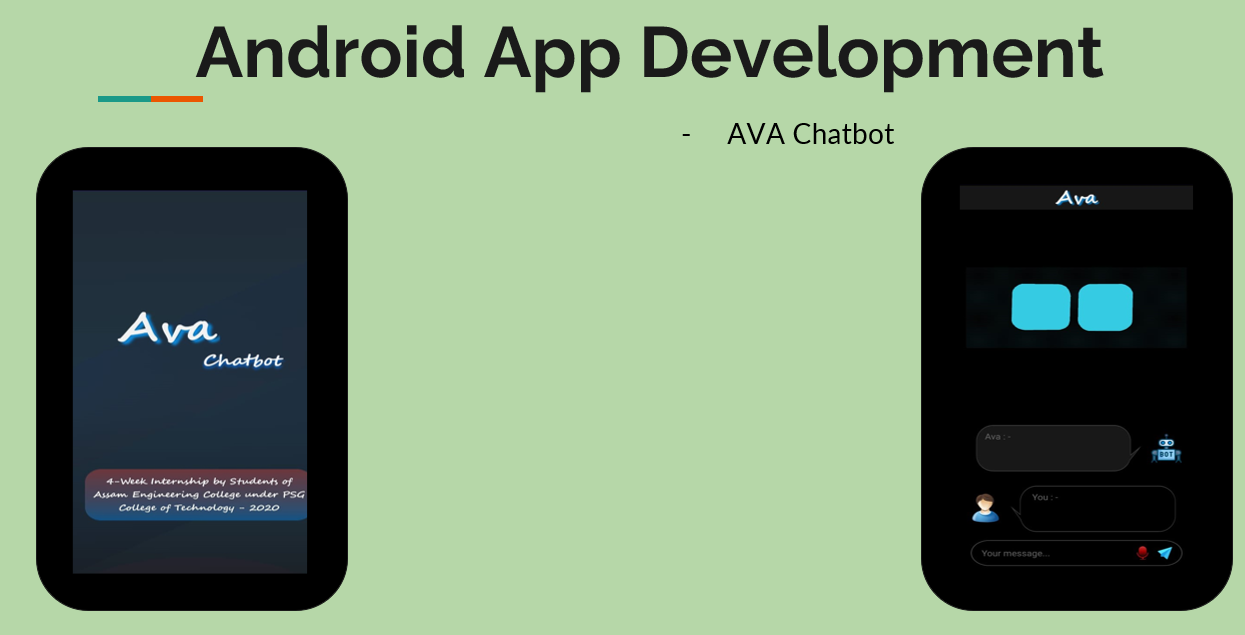 Android App Development
- AVA Chatbot
Ava
Chatbot
4-Week Internship by Students of
Assam Engineering College under PSG
College of Technology - 2020
Ava
Ava : -
BOT
You : -
Your message...